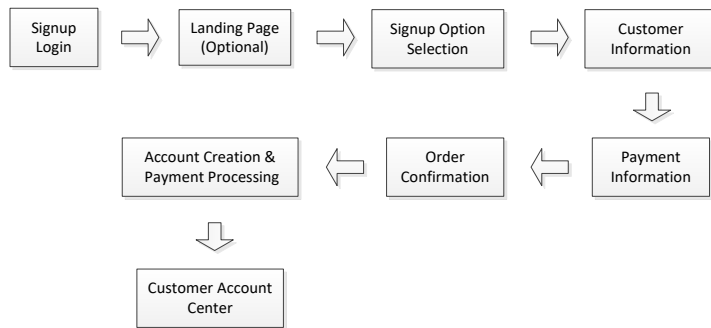 Signup
Login
Landing Page
(Optional)
Signup Option
Selection
Customer
Information
Payment
Information
Order
Confirmation
Account Creation &
Payment Processing
Customer Account
Center